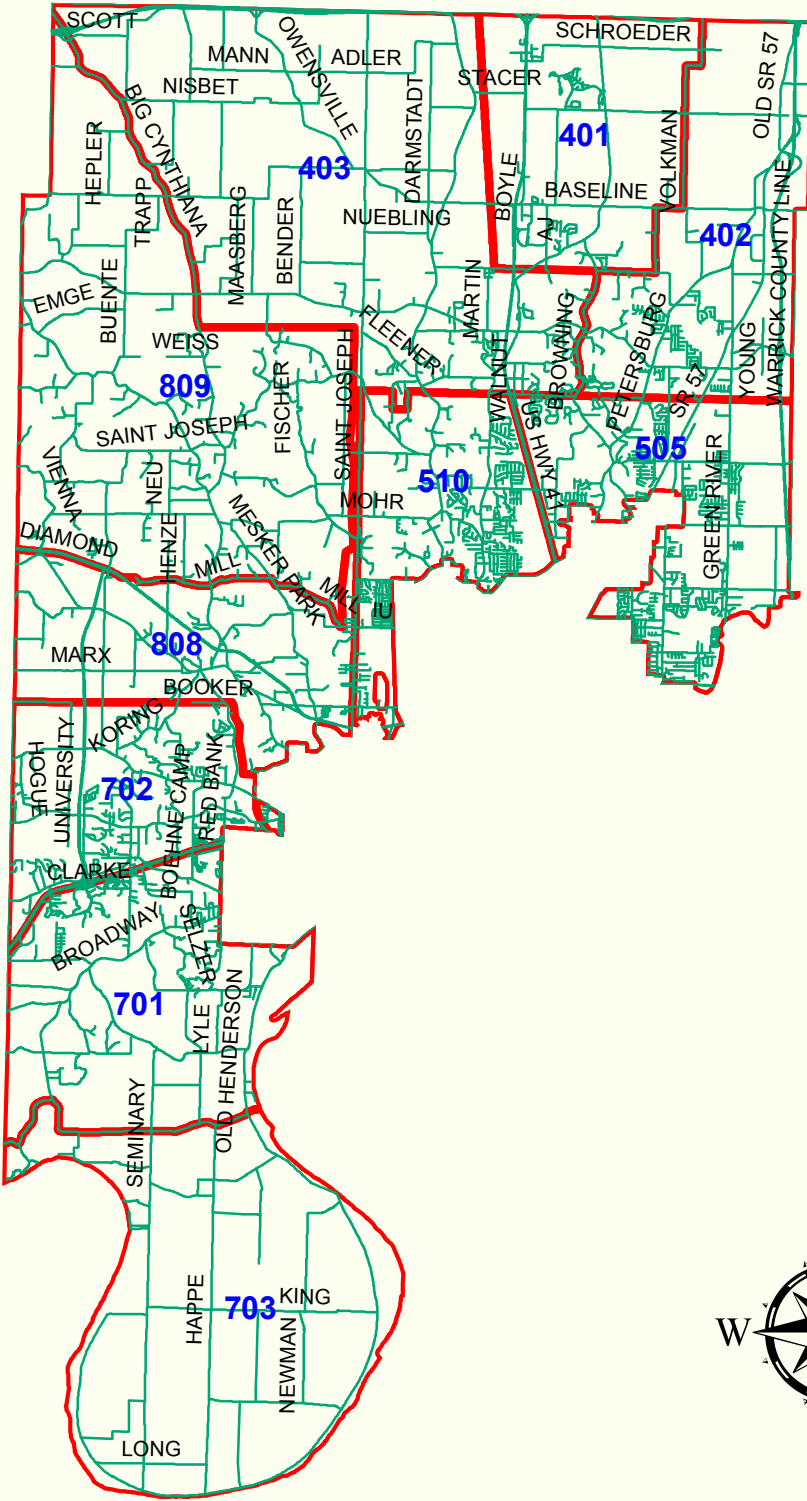 SCOTT
SCHROEDER
OWENSVILLE
OLD SR 57
MANN
ADLER
STACER
NISBET
DARMSTADT
BIG CYNTHIANA
401
VOLKMAN
HEPLER
403
BOYLE
WARRICK COUNTY LINE
TRAPP
BASELINE
MAASBERG
BENDER
NUEBLING
AJ
402
EMGE
BUENTE
MARTIN
BROWNING
PETERSBURG
FLEENER
WEISS
SAINT JOSEPH
WALNUT
YOUNG
SR 57
809
FISCHER
US HWY 41
SAINT JOSEPH
505
VIENNA
NEU
510
GREEN RIVER
MOHR
MESKER PARK
DIAMOND
HENZE
MILL
MILL
IU
808
MARX
BOOKER
KORING
UNIVERSITY
HOGUE
702
BOEHNE CAMP
RED BANK
CLARKE
BROADWAY
SELZER
701
LYLE
OLD HENDERSON
SEMINARY
HAPPE
703
KING
NEWMAN
W
LONG